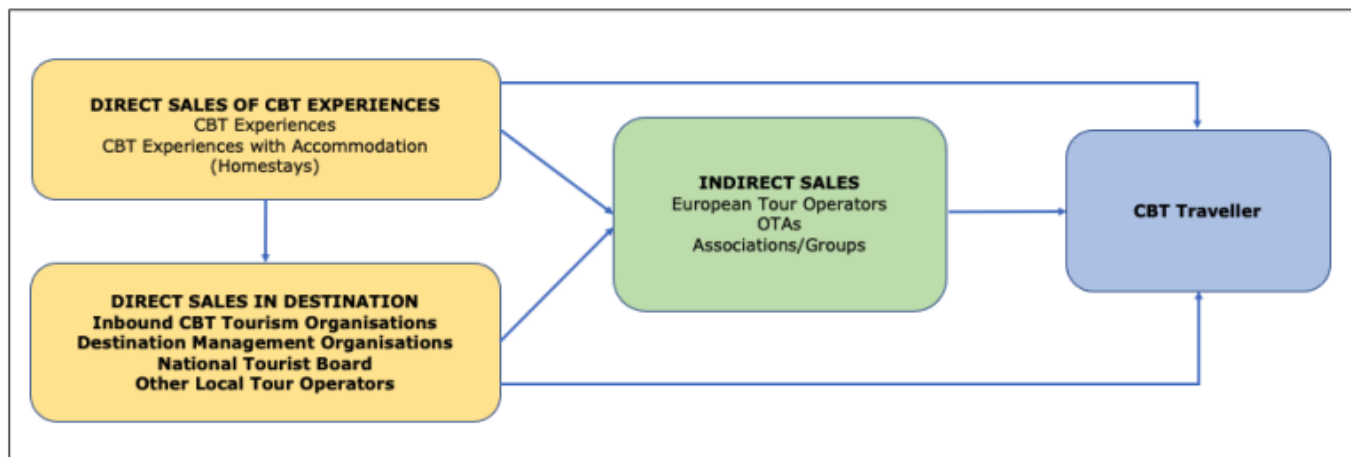 DIRECT SALES OF CBT EXPERIENCES
CBT Experiences
CBT Experiences with Accommodation
(Homestays)
DIRECT SALES IN DESTINATION
Inbound CBT Tourism Organisations
Destination Management Organisations
National Tourist Board
Other Local Tour Operators
INDIRECT SALES
European Tour Operators
OTAs
Associations/Groups
CBT Traveller